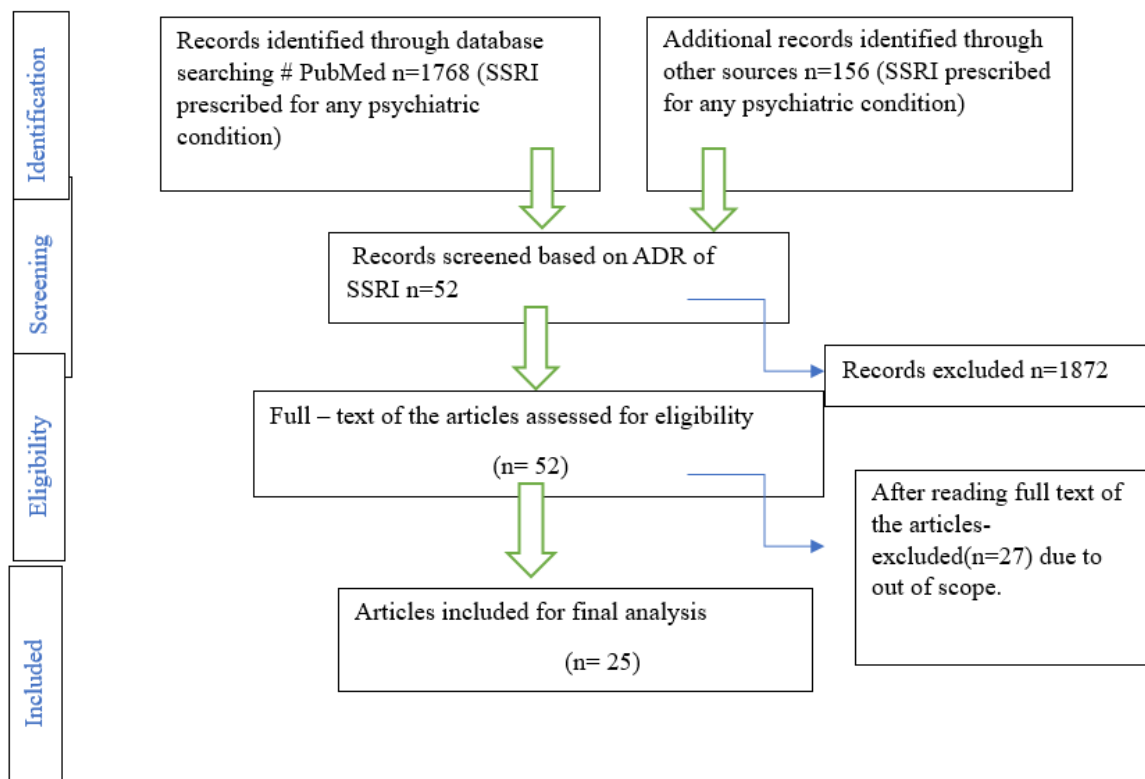 Identification
Records identified through database
searching # PubMed n=1768 (SSRI
prescribed for any psychiatric
condition)
Additional records identified through
other sources n=156 (SSRI prescribed
for any psychiatric condition)
Screening
Records screened based on ADR of
SSRI n=52
Records excluded n=1872
Eligibility
Full – text of the articles assessed for eligibility
(n= 52)
After reading full text of
the articles-
excluded(n=27) due to
out of scope.
Included
Articles included for final analysis
(n= 25)